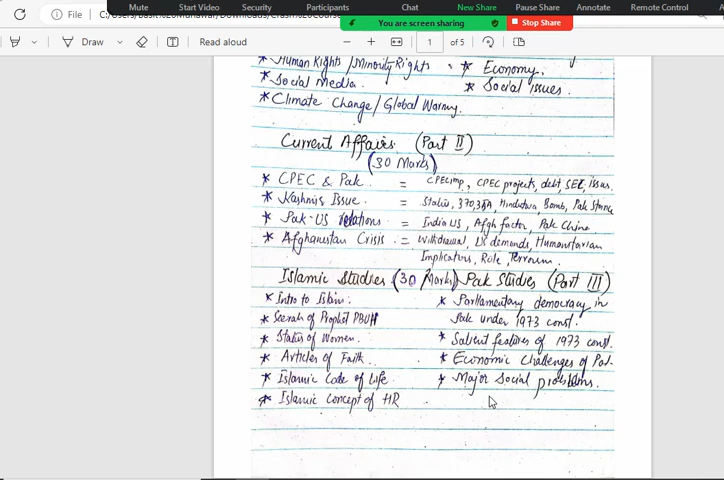 Mute Start Video Security Participants Chat New Share Pause Share Annotate Remote Control
File
You are screen sharing Stop Share
Draw Read aloud 1 of 5
* Human Rights / Minority Rights * Economy,
* Social Media. * Social Issues.
* Climate Change / Global Warmy.
Current Affairs (Part II)
(30 Marks)
* CPEC & Pak = CPEC imp, CPEC projects, debt, SEZ, issus.
* Kashmir Issue = Status, 370, 35A, Hindutva, Bomb, Pak
* Pak-US relations = India US, Afgh factor, Pak China
* Afghanistan Crisis = Withdrawal, US demands, Humanitarian
Implications, Role, Terrorism.
Islamic Studies (30 Marks) Pak Studies (Part III)
* Intro to Islam. * Parliamentary democracy in
* Seerah of Prophet PBUH Pak under 1973 const.
* Status of Women. * Salient features of 1973 const.
* Articles of Faith. * Economic Challenges of Pak.
* Islamic Code of Life. * Major Social problems.
* Islamic Concept of HR